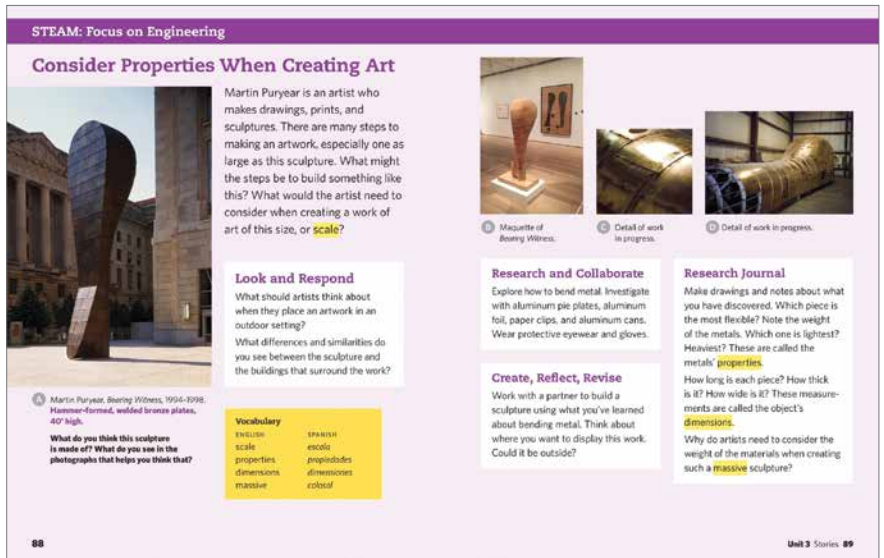 STEAM: Focus on Engineering
Consider Properties When Creating Art
Martin Puryear is an artist who
makes drawings, prints, and
sculptures. There are many steps to
making an artwork, especially one as
large as this sculpture. What might
the steps be to build something like
this? What would the artist need to
consider when creating a work of
art of this size, or scale?
Look and Respond
What should artists think about
when they place an artwork in an
outdoor setting?
What differences and similarities do
you see between the sculpture and
the buildings that surround the work?
A Martin Puryear, Bearing Witness, 1994–1998.
Hammer-formed, welded bronze plates,
40' high.
What do you think this sculpture
is made of? What do you see in the
photographs that helps you think that?
Vocabulary
ENGLISH SPANISH
scale escala
properties propiedades
dimensions dimensiones
massive colosal
88
B Maquette of
Bearing Witness.
C Detail of work
in progress.
D Detail of work in progress.
Research and Collaborate
Explore how to bend metal. Investigate
with aluminum pie plates, aluminum
foil, paper clips, and aluminum cans.
Wear protective eyewear and gloves.
Create, Reflect, Revise
Work with a partner to build a
sculpture using what you've learned
about bending metal. Think about
where you want to display this work.
Could it be outside?
Research Journal
Make drawings and notes about what
you have discovered. Which piece is
the most flexible? Note the weight
of the metals. Which one is lightest?
Heaviest? These are called the
metals' properties.
How long is each piece? How thick
is it? How wide is it? These measure-
ments are called the object's
dimensions.
Why do artists need to consider the
weight of the materials when creating
such a massive sculpture?
Unit 3 Stories 89